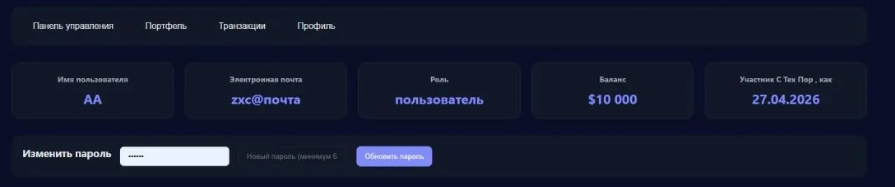 Панель управления Портфель Транзакции Профиль
Имя пользователя
АА
Электронная почта
zxc@почта
Роль
пользователь
Баланс
$10 000
Участник С Тех Пор , как
27.04.2026
Изменить пароль •••••• Новый пароль (минимум 6 Обновить пароль